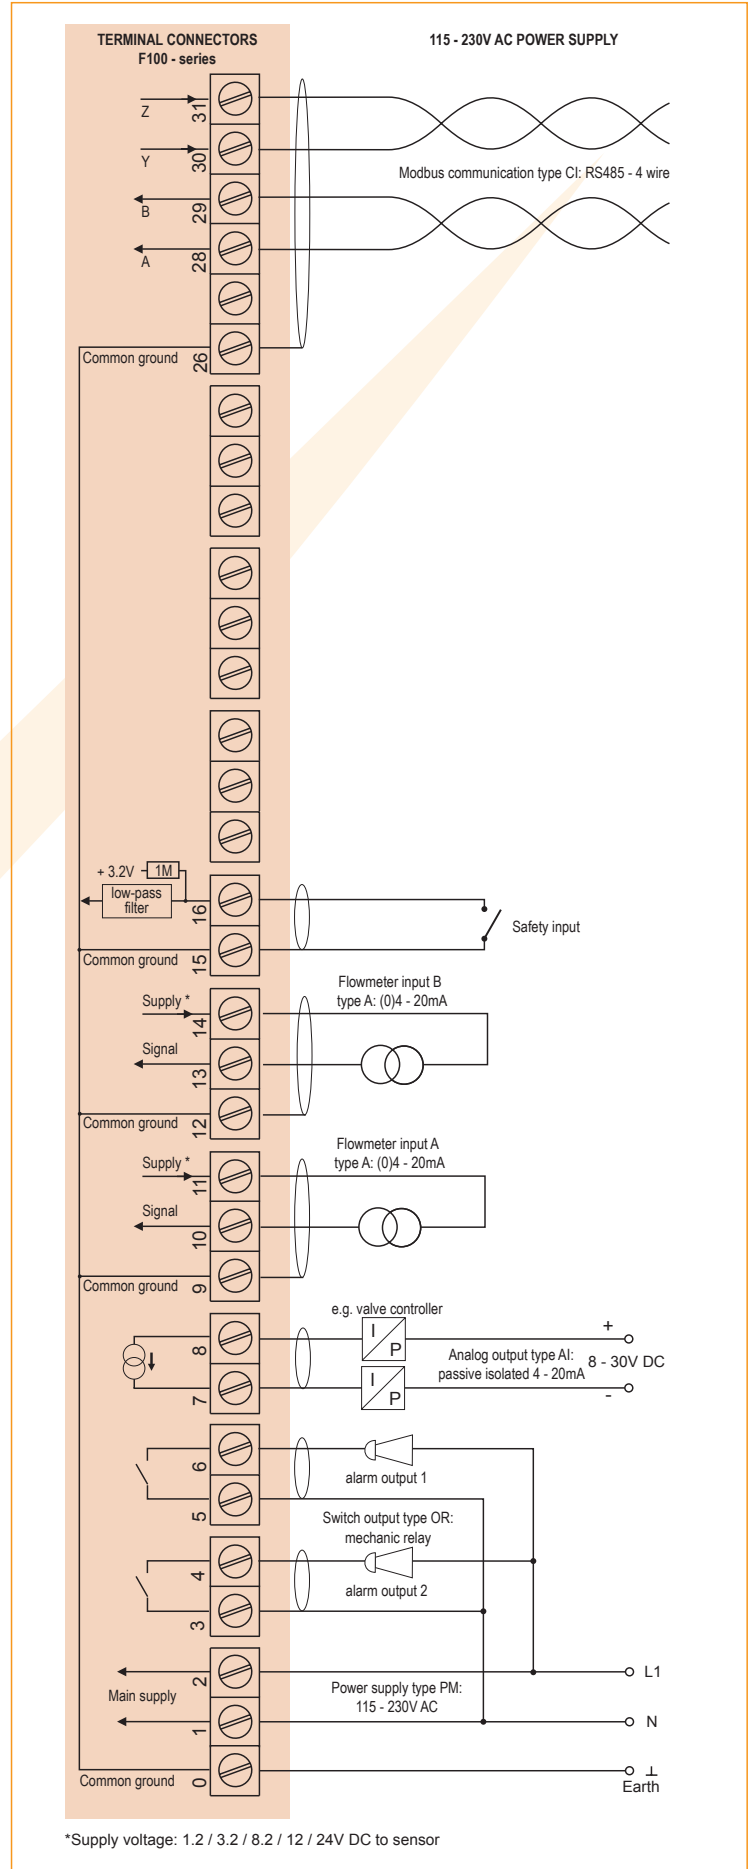 TERMINAL CONNECTORS
F100 - series
115 - 230V AC POWER SUPPLY
Z
31
Y
30
Modbus communication type CI: RS485 - 4 wire
B
29
A
28
Common ground
26
+ 3.2V
1M
low-pass
filter
16
Safety input
Common ground
15
Flowmeter input B
type A: (0)4 - 20mA
Supply *
14
Signal
13
Common ground
12
Flowmeter input A
type A: (0)4 - 20mA
Supply *
11
Signal
10
Common ground
9
e.g. valve controller
8
I
P
+
Analog output type AI:
passive isolated 4 - 20mA
8 - 30V DC
7
I
P
-
6
alarm output 1
5
Switch output type OR:
mechanic relay
4
alarm output 2
3
2
L1
Main supply
Power supply type PM:
115 - 230V AC
1
N
Common ground
0
Earth
*Supply voltage: 1.2 / 3.2 / 8.2 / 12 / 24V DC to sensor